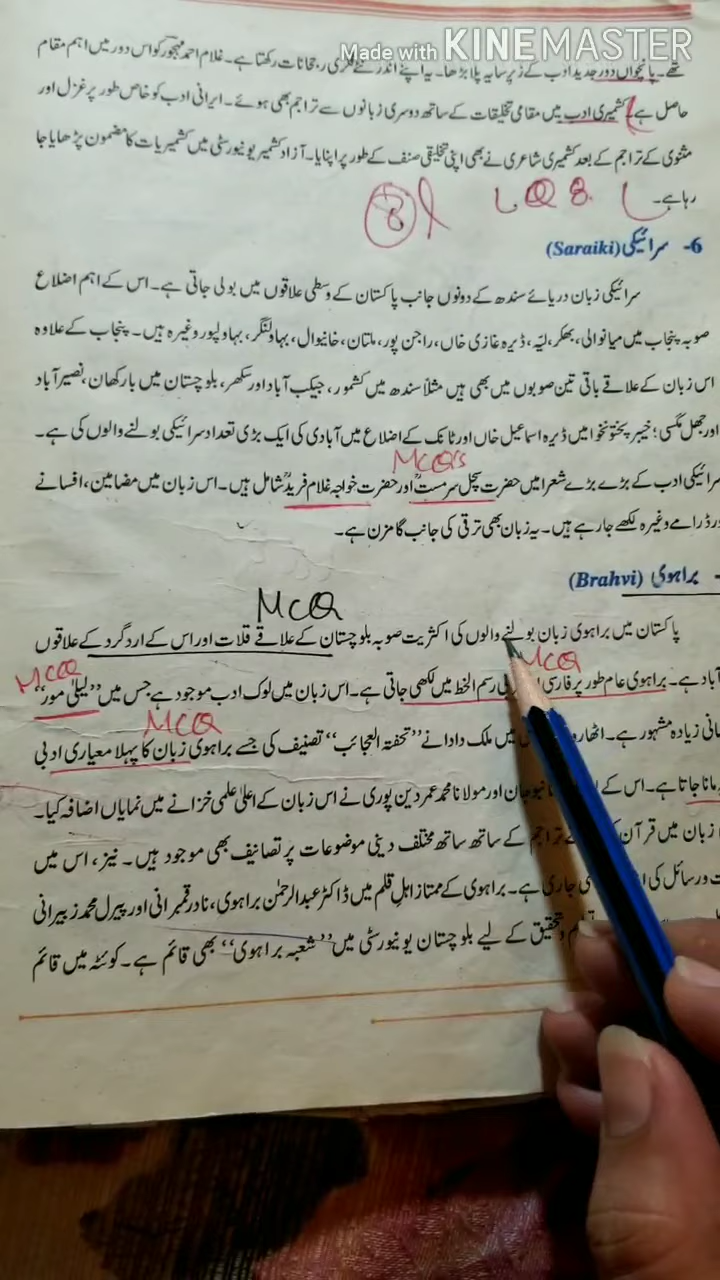 Made with KINEMASTER
تھے۔ پانچواں دور جدید ادب کے زیر سایہ پلا بڑھا۔ یہ اپنے اندر نئے فکری رجحانات رکھتا ہے۔ غلام احمد مہجور کو اس دور میں اہم مقام
حاصل ہے۔ کشمیری ادب میں مقامی تخلیقات کے ساتھ دوسری زبانوں سے تراجم بھی ہوئے۔ ایرانی ادب کو خاص طور پر غزل اور
مثنوی کے تراجم کے بعد کشمیری شاعری نے بھی اپنی تخلیقی صنف کے طور پر اپنایا۔ آزاد کشمیر یونیورسٹی میں کشمیریات کا مضمون پڑھایا جا
رہا ہے۔
L Q 8.
8
6- سرائیکی (Saraiki)
سرائیکی زبان دریائے سندھ کے دونوں جانب پاکستان کے وسطی علاقوں میں بولی جاتی ہے۔ اس کے اہم اضلاع
صوبہ پنجاب میں میانوالی، بھکر، لیّہ، ڈیرہ غازی خاں، راجن پور، ملتان، خانیوال، بہاولنگر، بہاولپور وغیرہ ہیں۔ پنجاب کے علاوہ
اس زبان کے علاقے باقی تین صوبوں میں بھی ہیں مثلاً سندھ میں کشمور، جیکب آباد اور سکھر، بلوچستان میں بارکھان، نصیر آباد
اور جھل مگسی؛ خیبر پختونخوا میں ڈیرہ اسماعیل خاں اور ٹانک کے اضلاع میں آبادی کی ایک بڑی تعداد سرائیکی بولنے والوں کی ہے۔
MCQ's
سرائیکی ادب کے بڑے بڑے شعرا میں حضرت سچل سرمستؒ اور حضرت خواجہ غلام فریدؒ شامل ہیں۔ اس زبان میں مضامین، افسانے
اور ڈرامے وغیرہ لکھے جارہے ہیں۔ یہ زبان بھی ترقی کی جانب گامزن ہے۔
- براہوی (Brahvi)
MCQ
پاکستان میں براہوی زبان بولنے والوں کی اکثریت صوبہ بلوچستان کے علاقے قلات اور اس کے اردگرد کے علاقوں
MCQ MCQ
آباد ہے۔ براہوی عام طور پر فارسی رسم الخط میں لکھی جاتی ہے۔ اس زبان میں لوک ادب موجود ہے جس میں ”لیلیٰ مور“
MCQ
زیادہ مشہور ہے۔ میں ملک دادا نے ”تحفتہ العجائب“ تصنیف کی جسے براہوی زبان کا پہلا معیاری ادبی
مانا جاتا ہے۔ اس کے اور مولانا محمد عمر دین پوری نے اس زبان کے اعلیٰ علمی خزانے میں نمایاں اضافہ کیا۔
زبان میں قرآن تراجم کے ساتھ ساتھ مختلف دینی موضوعات پر تصانیف بھی موجود ہیں۔ نیز، اس میں
ورسائل کی جاری ہے۔ براہوی کے ممتاز اہلِ قلم میں ڈاکٹر عبدالرحمٰن براہوی، نادر قمبرانی اور پیرل محمد زبیرانی
وتحقیق کے لیے بلوچستان یونیورسٹی میں ”شعبہ براہوی“ بھی قائم ہے۔ کوئٹہ میں قائم